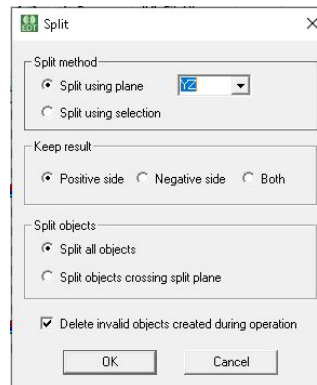 EDT
Split
Split method
Split using plane YZ
Split using selection
Keep result
Positive side Negative side Both
Split objects
Split all objects
Split objects crossing split plane
Delete invalid objects created during operation
OK Cancel